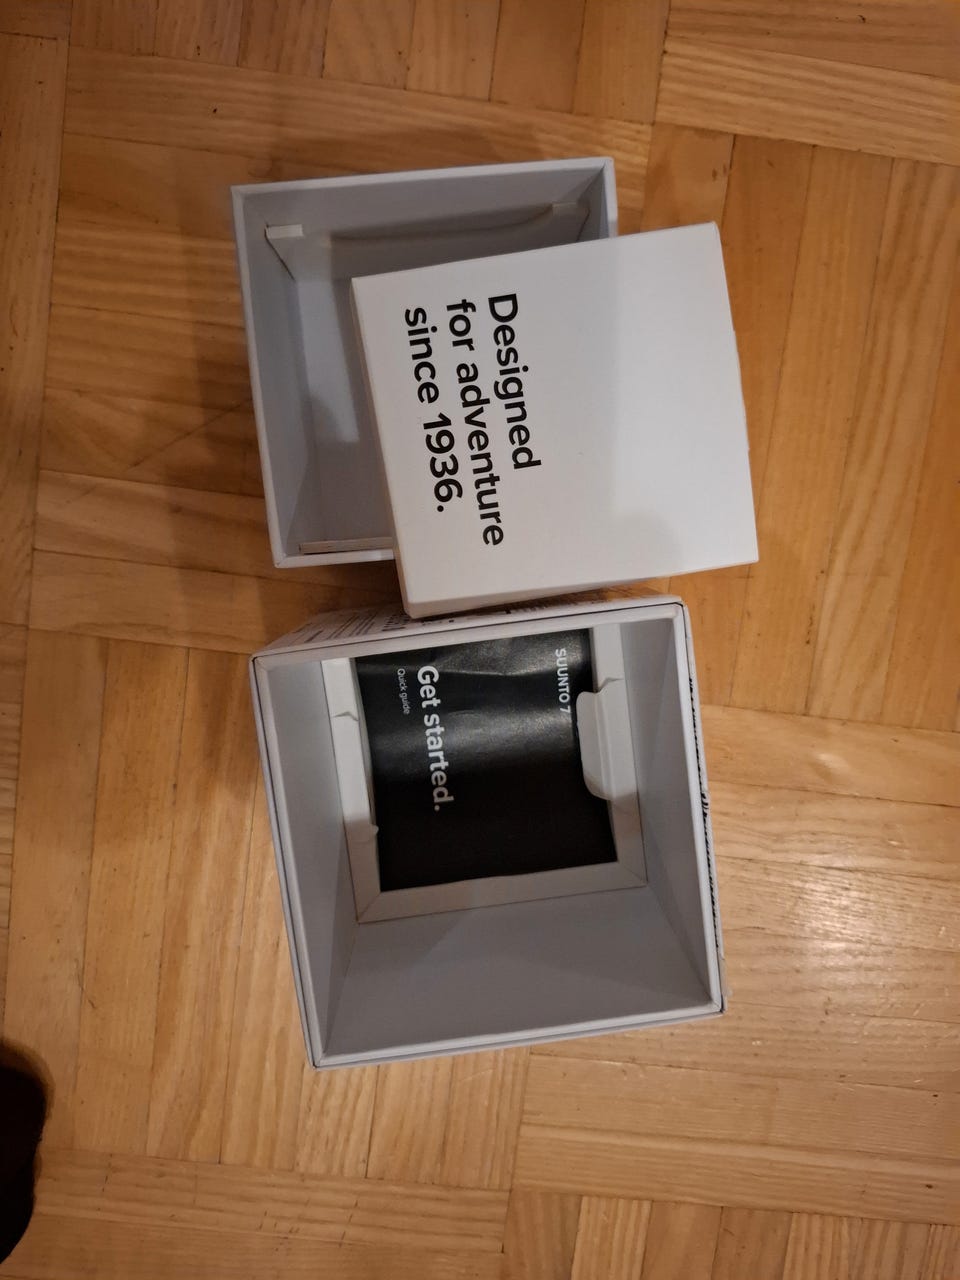 Designed
for adventure
since 1936.
SUUNTO 7
Get started.
Quick guide